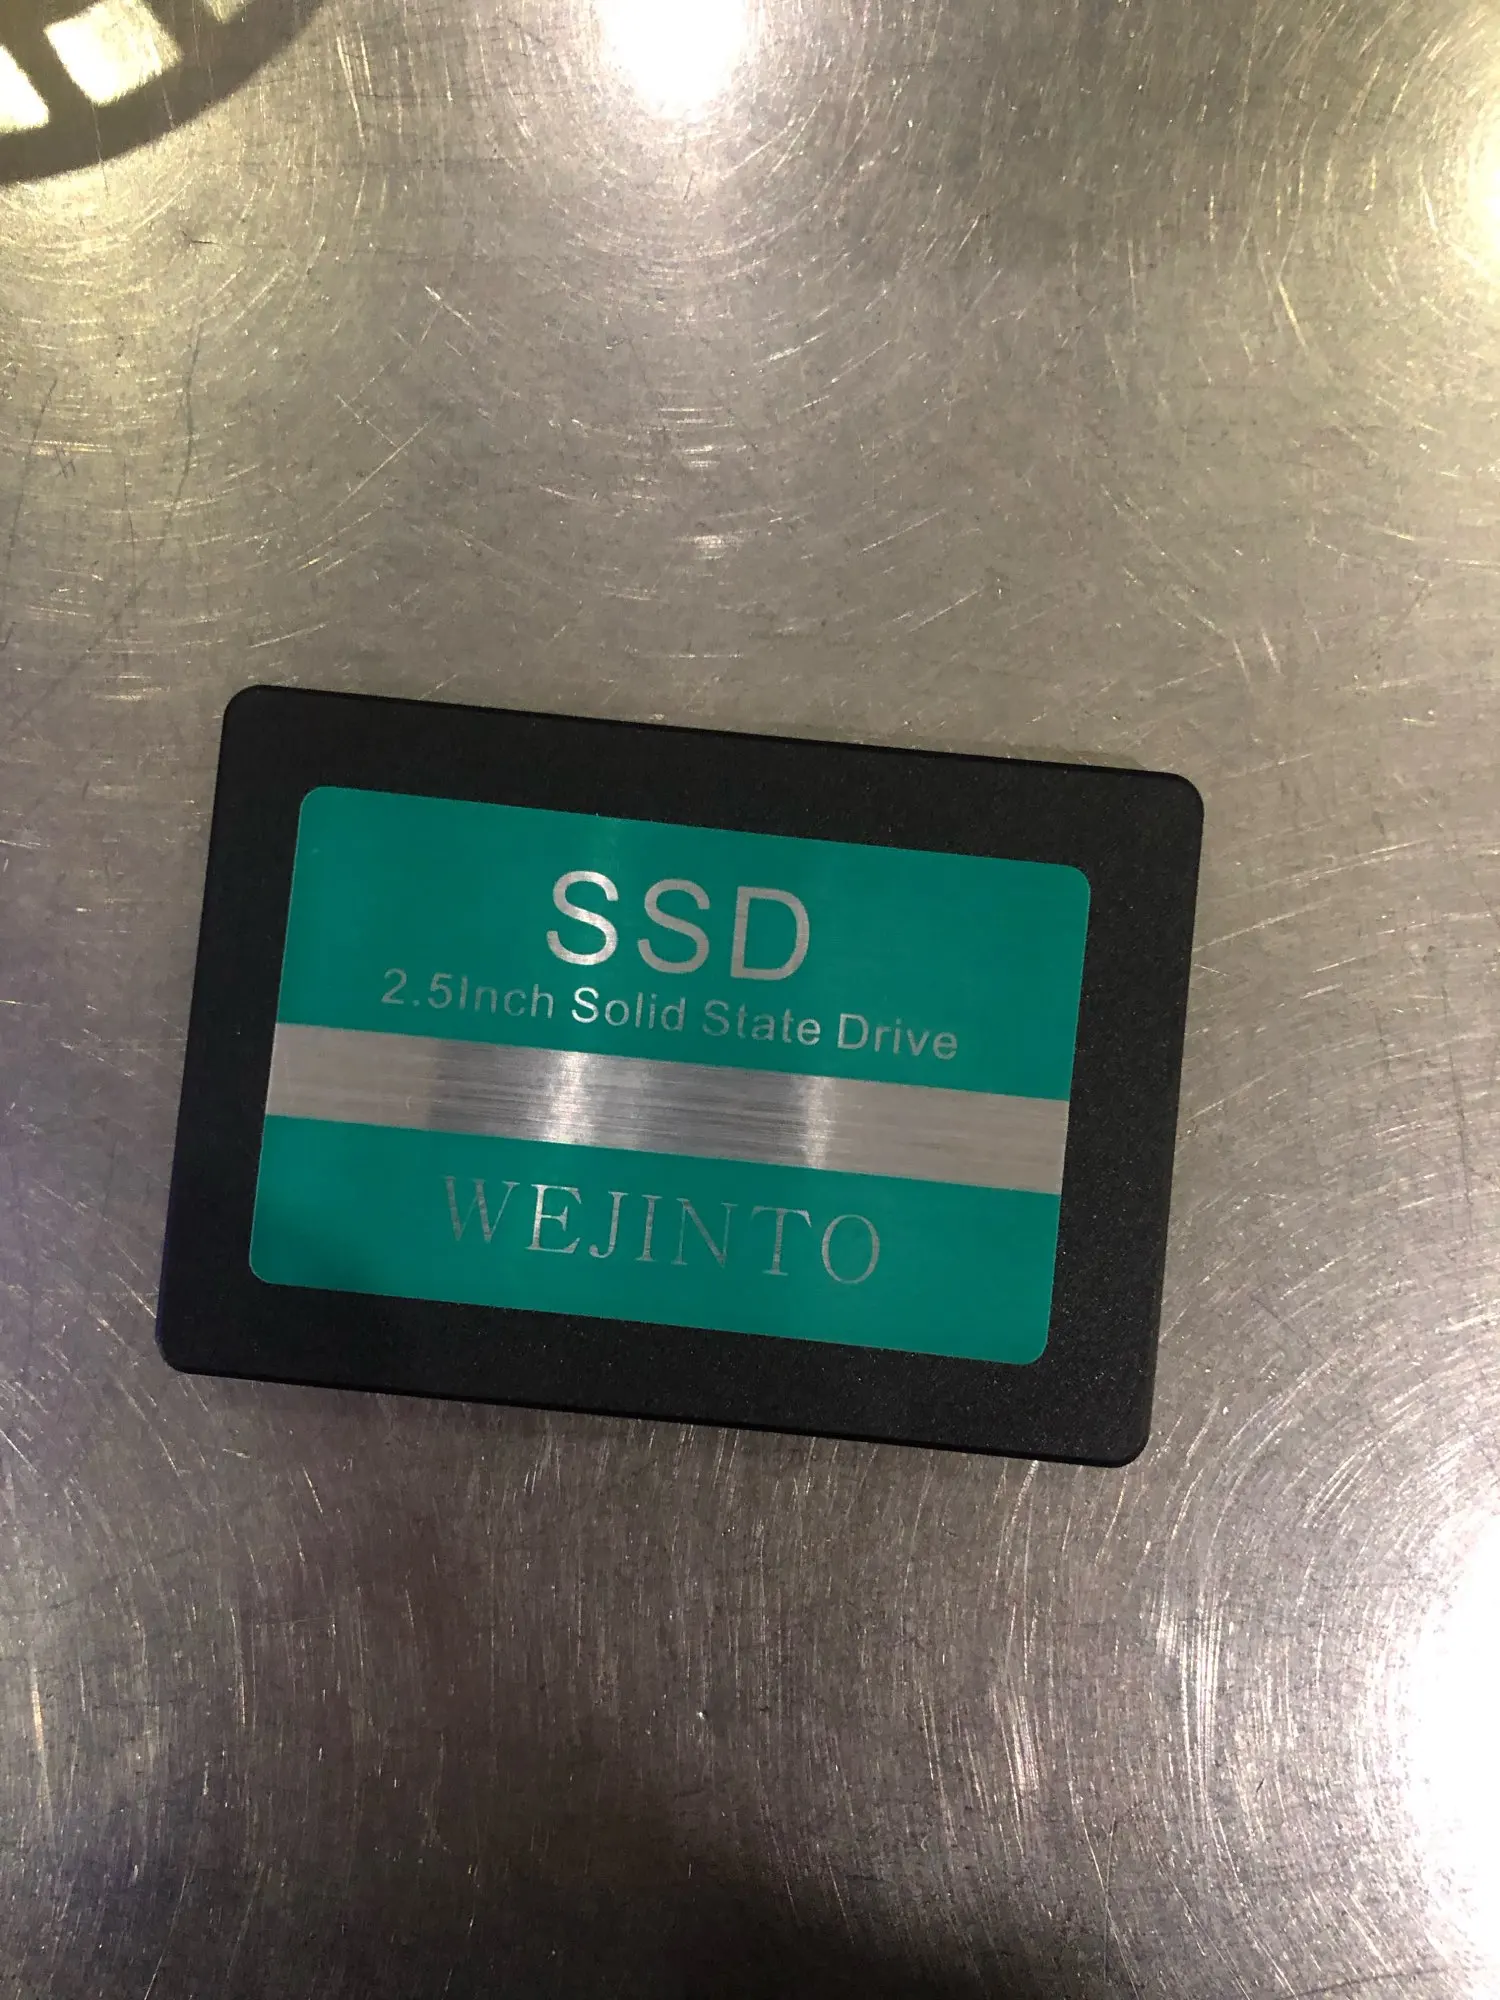 SSD
2.5Inch Solid State Drive
WEJINTO